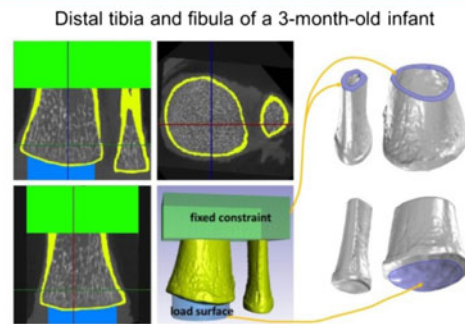 Distal tibia and fibula of a 3-month-old infant
fixed constraint
load surface